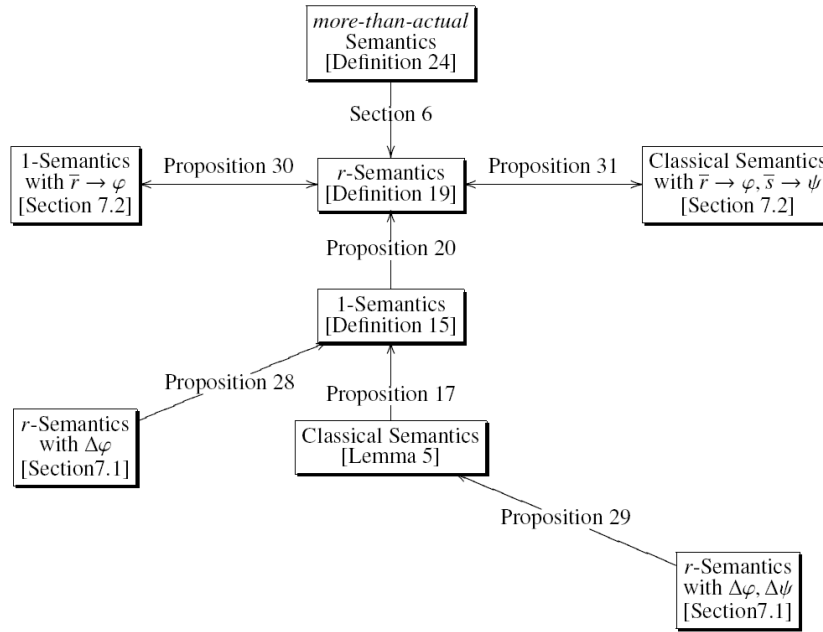 more-than-actual
Semantics
[Definition 24]
Section 6
1-Semantics
with r̅ → φ
[Section 7.2]
Proposition 30
r-Semantics
[Definition 19]
Proposition 31
Classical Semantics
with r̅ → φ, s̅ → ψ
[Section 7.2]
Proposition 20
1-Semantics
[Definition 15]
Proposition 28
Proposition 17
r-Semantics
with Δφ
[Section7.1]
Classical Semantics
[Lemma 5]
Proposition 29
r-Semantics
with Δφ, Δψ
[Section7.1]